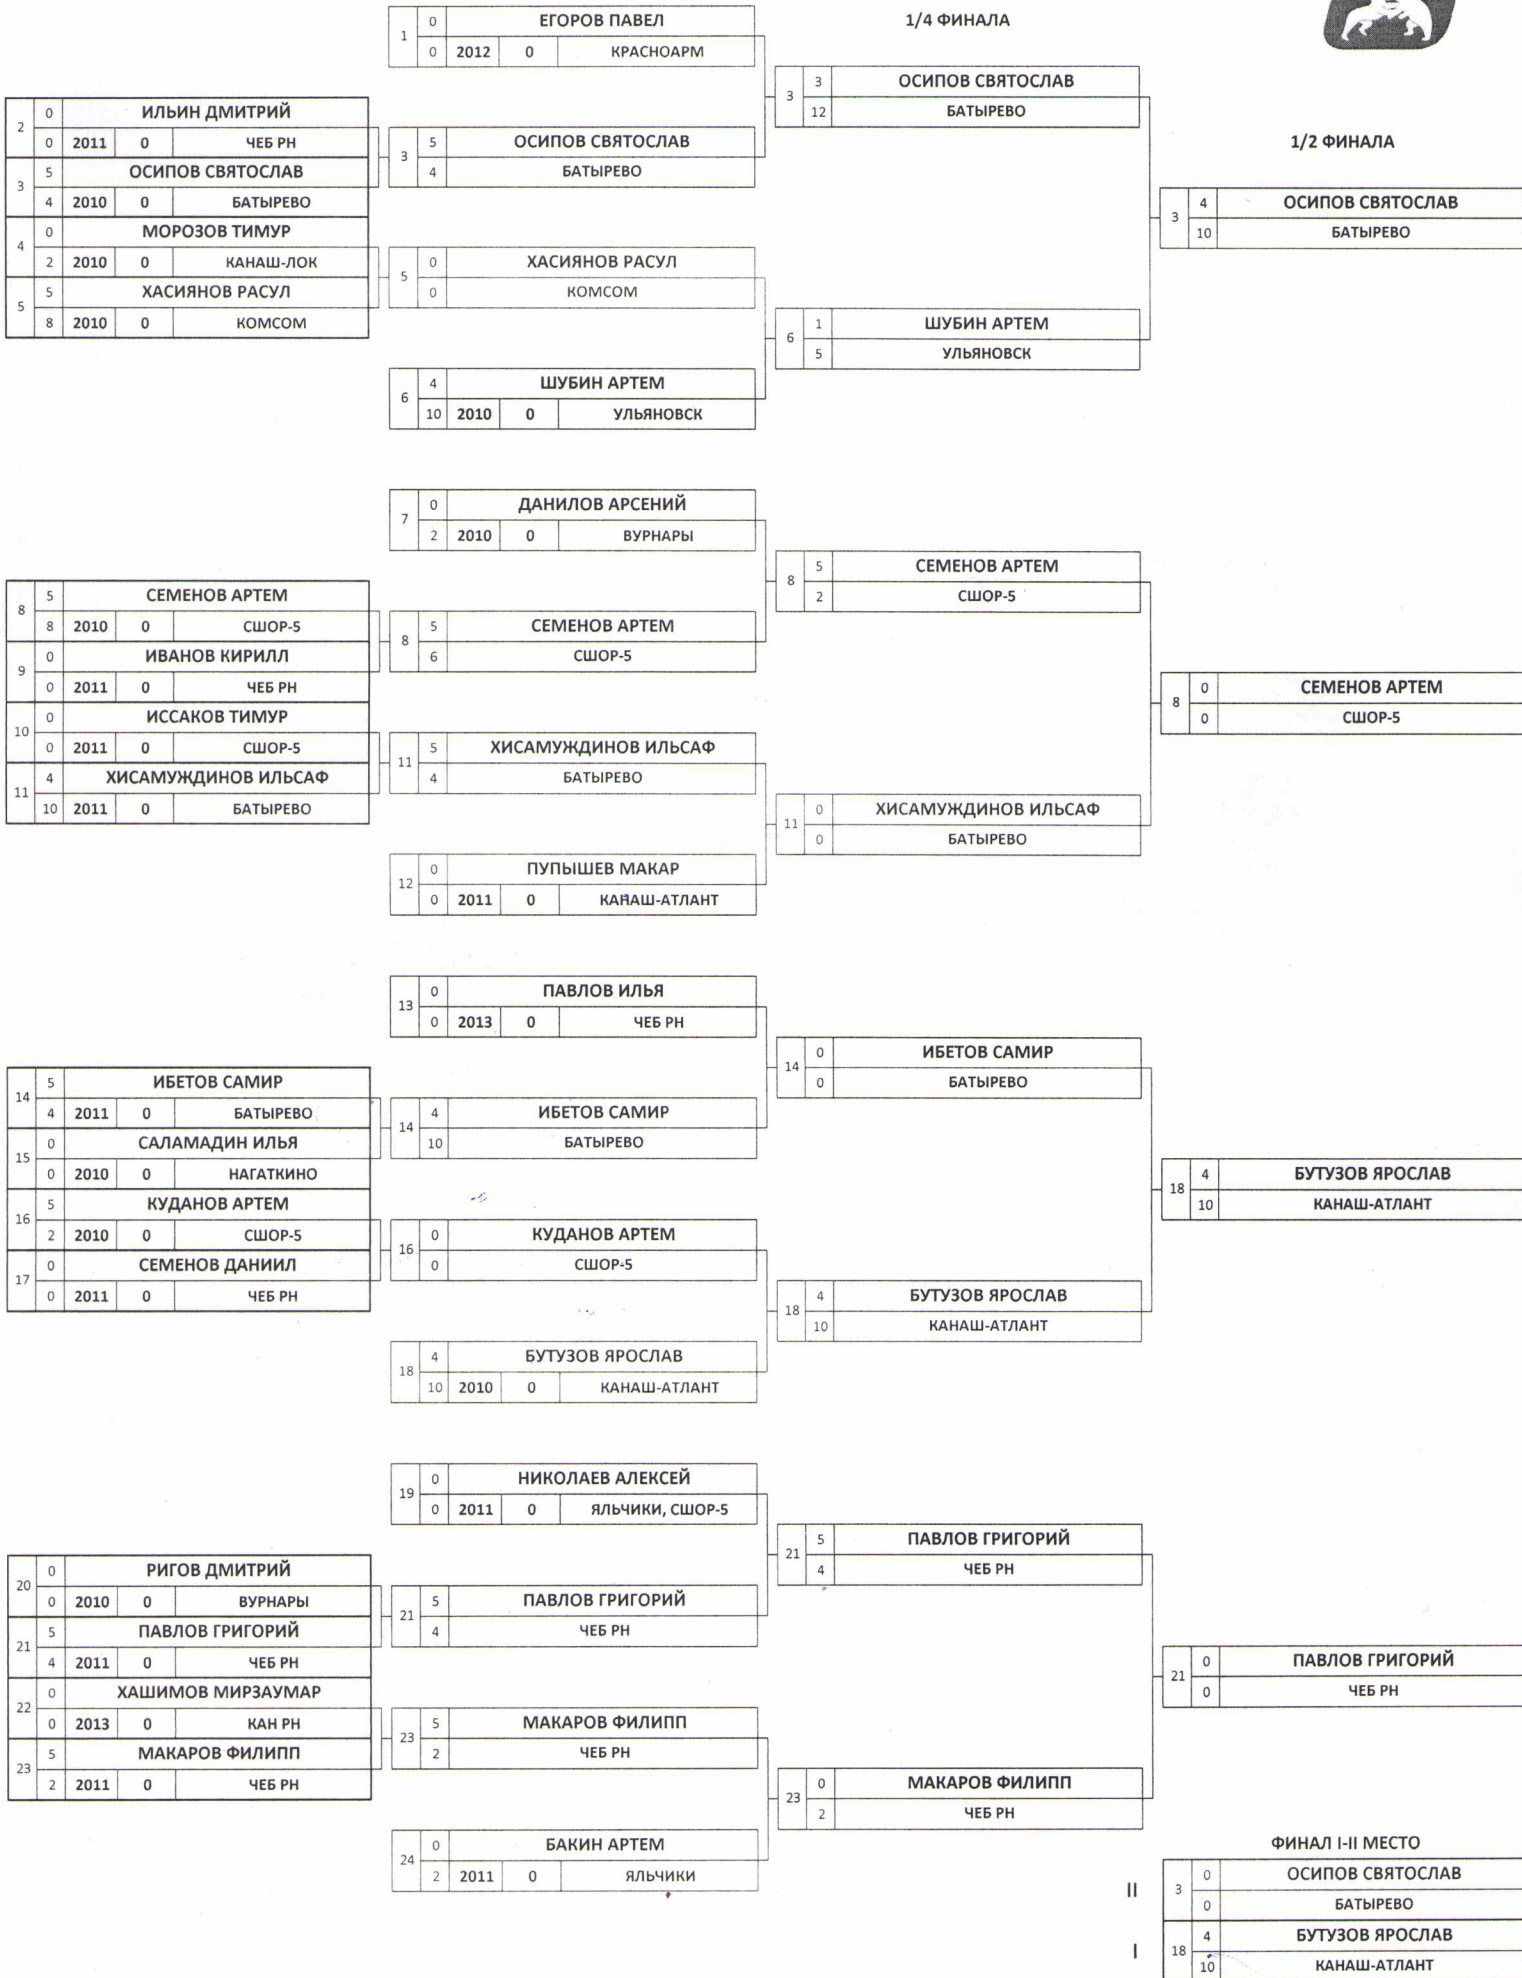 1/4 ФИНАЛА
1 0 ЕГОРОВ ПАВЕЛ
0 2012 0 КРАСНОАРМ
3 3 ОСИПОВ СВЯТОСЛАВ
12 БАТЫРЕВО
2 0 ИЛЬИН ДМИТРИЙ
0 2011 0 ЧЕБ РН
3 5 ОСИПОВ СВЯТОСЛАВ
4 БАТЫРЕВО
1/2 ФИНАЛА
3 5 ОСИПОВ СВЯТОСЛАВ
4 2010 0 БАТЫРЕВО
3 4 ОСИПОВ СВЯТОСЛАВ
10 БАТЫРЕВО
4 0 МОРОЗОВ ТИМУР
2 2010 0 КАНАШ-ЛОК
5 0 ХАСИЯНОВ РАСУЛ
0 КОМСОМ
5 5 ХАСИЯНОВ РАСУЛ
8 2010 0 КОМСОМ
6 1 ШУБИН АРТЕМ
5 УЛЬЯНОВСК
6 4 ШУБИН АРТЕМ
10 2010 0 УЛЬЯНОВСК
7 0 ДАНИЛОВ АРСЕНИЙ
2 2010 0 ВУРНАРЫ
8 5 СЕМЕНОВ АРТЕМ
2 СШОР-5
8 5 СЕМЕНОВ АРТЕМ
8 2010 0 СШОР-5
8 5 СЕМЕНОВ АРТЕМ
6 СШОР-5
9 0 ИВАНОВ КИРИЛЛ
0 2011 0 ЧЕБ РН
8 0 СЕМЕНОВ АРТЕМ
0 СШОР-5
10 0 ИССАКОВ ТИМУР
0 2011 0 СШОР-5
11 5 ХИСАМУЖДИНОВ ИЛЬСАФ
4 БАТЫРЕВО
11 4 ХИСАМУЖДИНОВ ИЛЬСАФ
10 2011 0 БАТЫРЕВО
11 0 ХИСАМУЖДИНОВ ИЛЬСАФ
0 БАТЫРЕВО
12 0 ПУПЫШЕВ МАКАР
0 2011 0 КАНАШ-АТЛАНТ
13 0 ПАВЛОВ ИЛЬЯ
0 2013 0 ЧЕБ РН
14 0 ИБЕТОВ САМИР
0 БАТЫРЕВО
14 5 ИБЕТОВ САМИР
4 2011 0 БАТЫРЕВО
14 4 ИБЕТОВ САМИР
10 БАТЫРЕВО
15 0 САЛАМАДИН ИЛЬЯ
0 2010 0 НАГАТКИНО
18 4 БУТУЗОВ ЯРОСЛАВ
10 КАНАШ-АТЛАНТ
16 5 КУДАНОВ АРТЕМ
2 2010 0 СШОР-5
16 0 КУДАНОВ АРТЕМ
0 СШОР-5
17 0 СЕМЕНОВ ДАНИИЛ
0 2011 0 ЧЕБ РН
18 4 БУТУЗОВ ЯРОСЛАВ
10 КАНАШ-АТЛАНТ
18 4 БУТУЗОВ ЯРОСЛАВ
10 2010 0 КАНАШ-АТЛАНТ
19 0 НИКОЛАЕВ АЛЕКСЕЙ
0 2011 0 ЯЛЬЧИКИ, СШОР-5
21 5 ПАВЛОВ ГРИГОРИЙ
4 ЧЕБ РН
20 0 РИГОВ ДМИТРИЙ
0 2010 0 ВУРНАРЫ
21 5 ПАВЛОВ ГРИГОРИЙ
4 ЧЕБ РН
21 5 ПАВЛОВ ГРИГОРИЙ
4 2011 0 ЧЕБ РН
21 0 ПАВЛОВ ГРИГОРИЙ
0 ЧЕБ РН
22 0 ХАШИМОВ МИРЗАУМАР
0 2013 0 КАН РН
23 5 МАКАРОВ ФИЛИПП
2 ЧЕБ РН
23 5 МАКАРОВ ФИЛИПП
2 2011 0 ЧЕБ РН
23 0 МАКАРОВ ФИЛИПП
2 ЧЕБ РН
24 0 БАКИН АРТЕМ
2 2011 0 ЯЛЬЧИКИ
ФИНАЛ I-II МЕСТО
II 3 0 ОСИПОВ СВЯТОСЛАВ
0 БАТЫРЕВО
I 18 4 БУТУЗОВ ЯРОСЛАВ
10 КАНАШ-АТЛАНТ